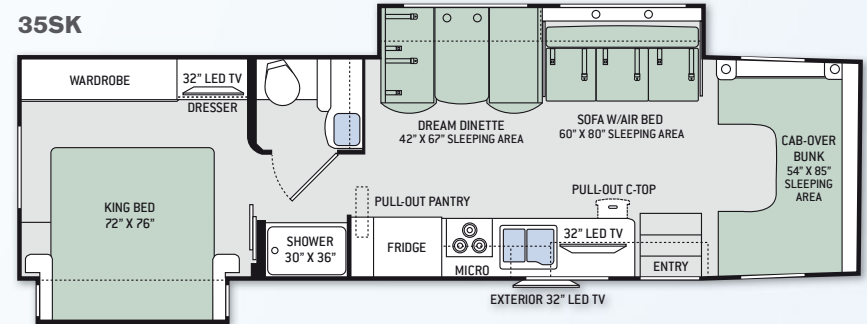 35SK
WARDROBE
32" LED TV
DRESSER
DREAM DINETTE
42" X 67" SLEEPING AREA
SOFA W/AIR BED
60" X 80" SLEEPING AREA
CAB-OVER
BUNK
54" X 85"
SLEEPING
AREA
KING BED
72" X 76"
PULL-OUT PANTRY
PULL-OUT C-TOP
SHOWER
30" X 36"
FRIDGE
MICRO
32" LED TV
ENTRY
EXTERIOR 32" LED TV